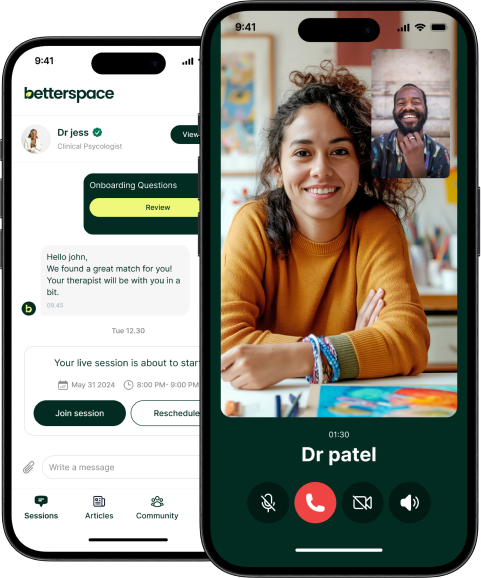 9:41
betterspace
Dr jess
Clinical Psycologist
View
Onboarding Questions
Review
Hello john,
We found a great match for you!
Your therapist will be with you in a
bit.
09.45
b
Tue 12.30
Your live session is about to star
May 31 2024
8:00 PM- 9:00 PM
Join session
Reschedule
Write a message
Sessions
Articles
Community
9:41
01:30
Dr patel